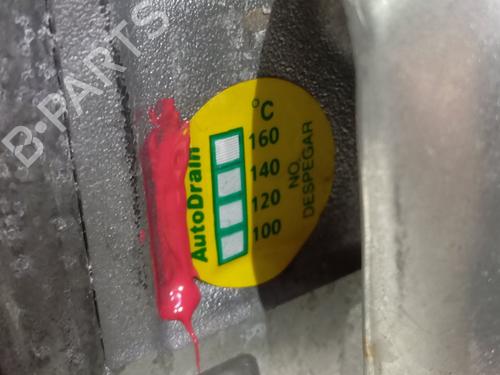 B-PARTS
AutoDrain
°C
160
140
120
100
NO
DESPEGAR